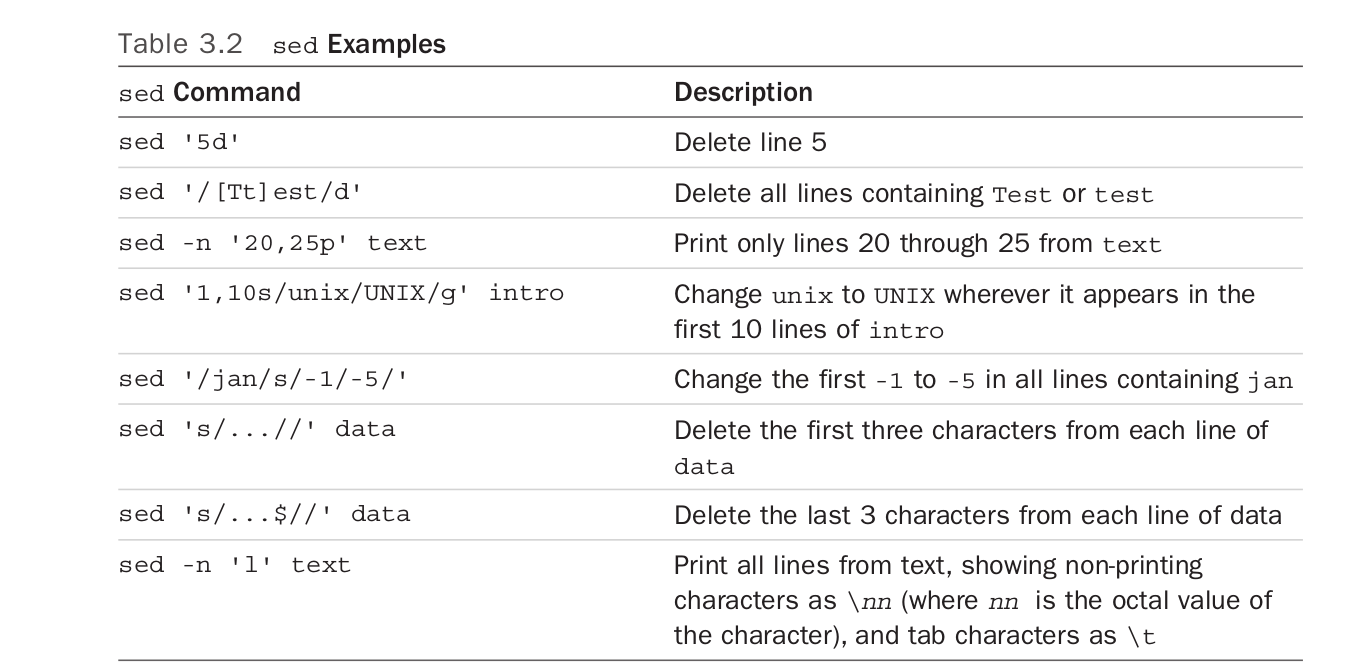 Table 3.2 sed Examples
sed Command Description
sed '5d' Delete line 5
sed '/[Tt]est/d' Delete all lines containing Test or test
sed -n '20,25p' text Print only lines 20 through 25 from text
sed '1,10s/unix/UNIX/g' intro Change unix to UNIX wherever it appears in the
first 10 lines of intro
sed '/jan/s/-1/-5/' Change the first -1 to -5 in all lines containing jan
sed 's/...//' data Delete the first three characters from each line of
data
sed 's/...$//' data Delete the last 3 characters from each line of data
sed -n 'l' text Print all lines from text, showing non-printing
characters as \nn (where nn is the octal value of
the character), and tab characters as \t